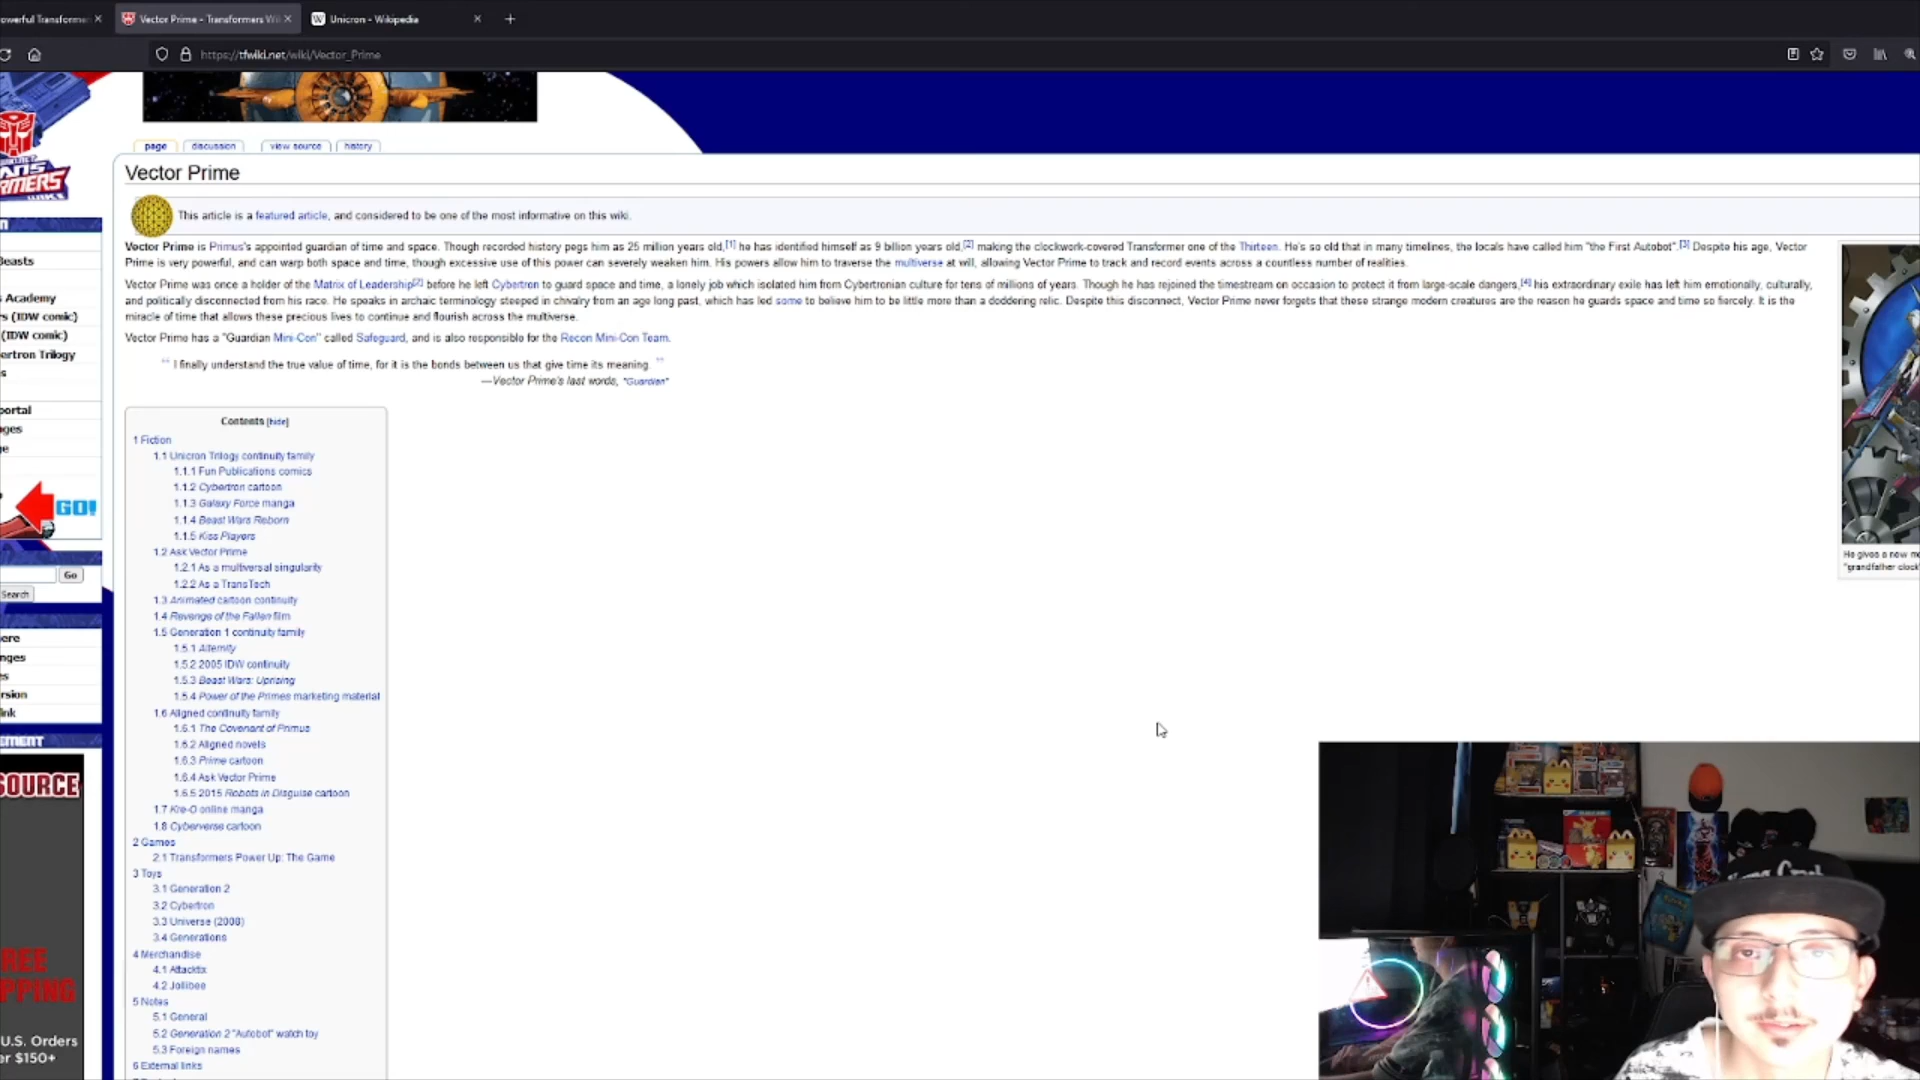 owerful Transformer
Vector Prime - Transformers Wi
Unicron - Wikipedia
https://tfwiki.net/wiki/Vector_Prime
page
discussion
view source
history
Vector Prime
This article is a featured article, and considered to be one of the most informative on this wiki.
Vector Prime is Primus's appointed guardian of time and space. Though recorded history pegs him as 25 million years old,[1] he has identified himself as 9 billion years old,[2] making the clockwork-covered Transformer one of the Thirteen. He's so old that in many timelines, the locals have called him "the First Autobot".[3] Despite his age, Vector
Prime is very powerful, and can warp both space and time, though excessive use of this power can severely weaken him. His powers allow him to traverse the multiverse at will, allowing Vector Prime to track and record events across a countless number of realities.
Vector Prime was once a holder of the Matrix of Leadership[2] before he left Cybertron to guard space and time, a lonely job which isolated him from Cybertronian culture for tens of millions of years. Though he has rejoined the timestream on occasion to protect it from large-scale dangers,[4] his extraordinary exile has left him emotionally, culturally,
and politically disconnected from his race. He speaks in archaic terminology steeped in chivalry from an age long past, which has led some to believe him to be little more than a doddering relic. Despite this disconnect, Vector Prime never forgets that these strange modern creatures are the reason he guards space and time so fiercely. It is the
miracle of time that allows these precious lives to continue and flourish across the multiverse.
Vector Prime has a "Guardian Mini-Con" called Safeguard, and is also responsible for the Recon Mini-Con Team.
" I finally understand the true value of time, for it is the bonds between us that give time its meaning. "
—Vector Prime's last words, "Guardian"
He gives a new me
"grandfather clock"
Contents [hide]
1 Fiction
1.1 Unicron Trilogy continuity family
1.1.1 Fun Publications comics
1.1.2 Cybertron cartoon
1.1.3 Galaxy Force manga
1.1.4 Beast Wars Reborn
1.1.5 Kiss Players
1.2 Ask Vector Prime
1.2.1 As a multiversal singularity
1.2.2 As a TransTech
1.3 Animated cartoon continuity
1.4 Revenge of the Fallen film
1.5 Generation 1 continuity family
1.5.1 Alternity
1.5.2 2005 IDW continuity
1.5.3 Beast Wars: Uprising
1.5.4 Power of the Primes marketing material
1.6 Aligned continuity family
1.6.1 The Covenant of Primus
1.6.2 Aligned novels
1.6.3 Prime cartoon
1.6.4 Ask Vector Prime
1.6.5 2015 Robots in Disguise cartoon
1.7 Kre-O online manga
1.8 Cyberverse cartoon
2 Games
2.1 Transformers Power Up: The Game
3 Toys
3.1 Generation 2
3.2 Cybertron
3.3 Universe (2008)
3.4 Generations
4 Merchandise
4.1 Attacktix
4.2 Jollibee
5 Notes
5.1 General
5.2 Generation 2 "Autobot" watch toy
5.3 Foreign names
6 External links
ANS
RMERS
WIKI
n
Beasts
s Academy
rs (IDW comic)
(IDW comic)
ertron Trilogy
s
portal
nges
e
GO!
Go
Search
ere
nges
es
rsion
ink
EMENT
SOURCE
REE
PPING
U.S. Orders
er $150+